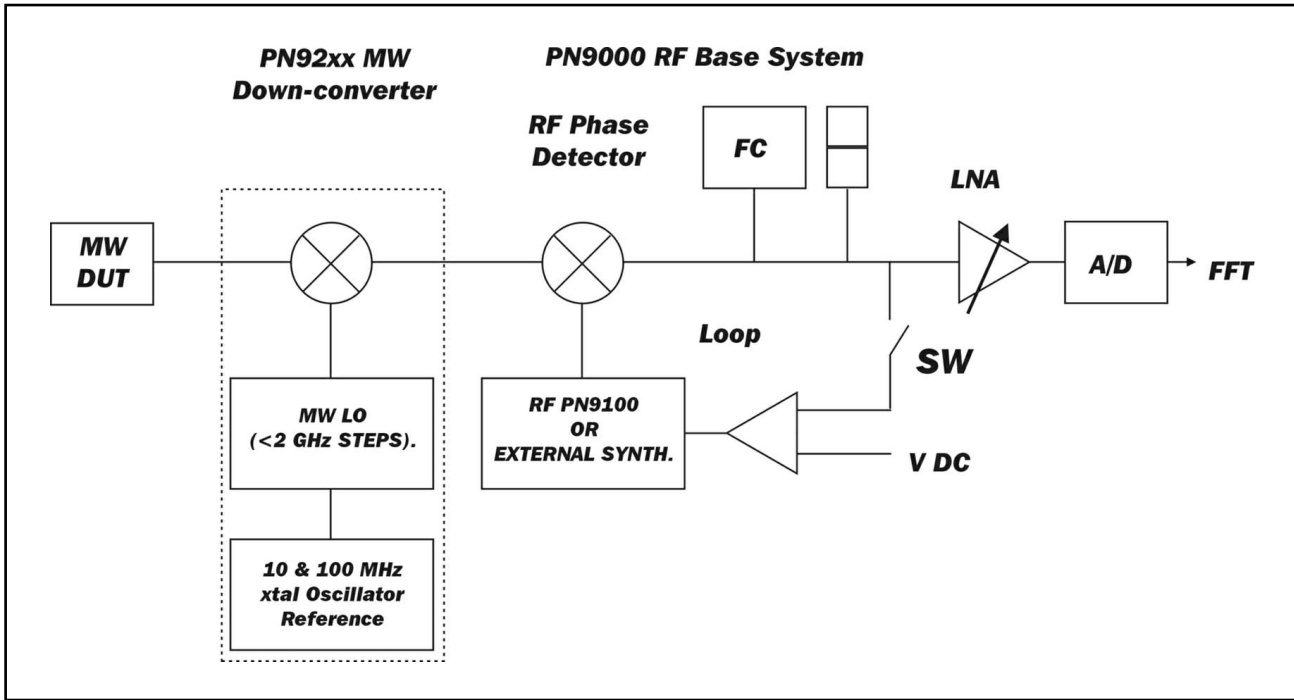 PN92xx MW
Down-converter
PN9000 RF Base System
RF Phase
Detector
FC
LNA
MW
DUT
A/D
FFT
Loop
SW
MW LO
(<2 GHz STEPS).
RF PN9100
OR
EXTERNAL SYNTH.
V DC
10 & 100 MHz
xtal Oscillator
Reference